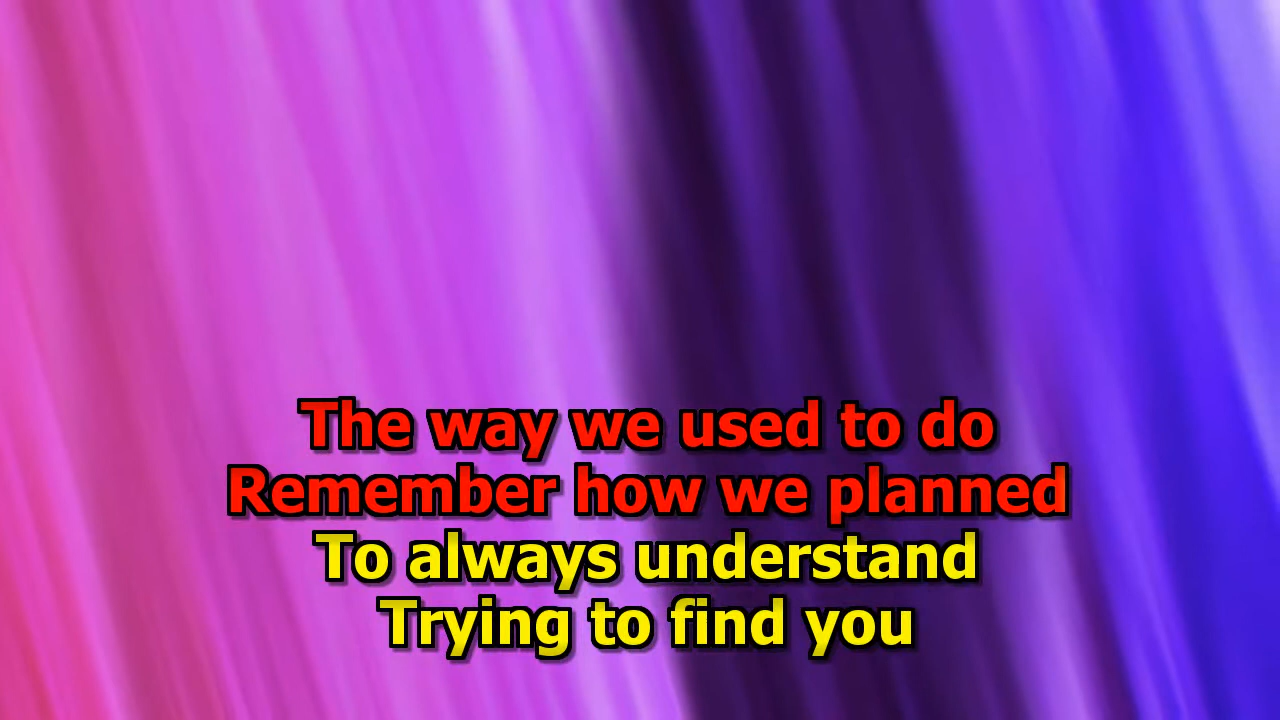 The way we used to do
Remember how we planned
To always understand
Trying to find you